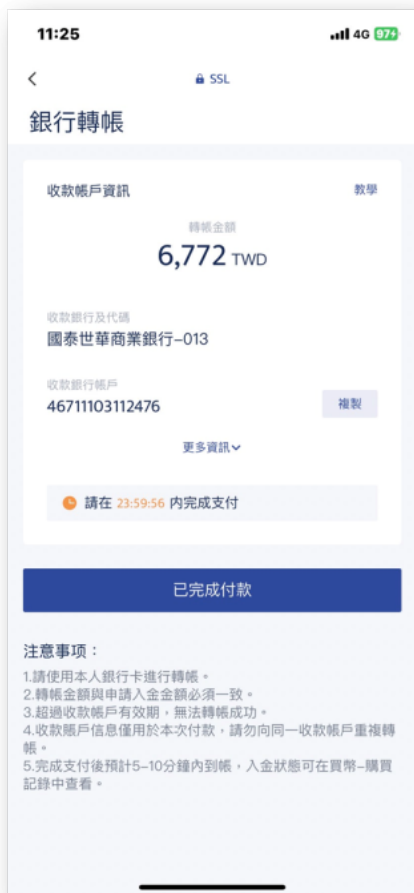 11:25
4G 97
SSL
銀行轉帳
收款帳戶資訊
教學
轉帳金額
6,772 TWD
收款銀行及代碼
國泰世華商業銀行-013
收款銀行帳戶
46711103112476
複製
更多資訊
請在 23:59:56 內完成支付
已完成付款
注意事项：
1.請使用本人銀行卡進行轉帳。
2.轉帳金額與申請入金金額必須一致。
3.超過收款帳戶有效期，無法轉帳成功。
4.收款賬戶信息僅用於本次付款，請勿向同一收款帳戶重複轉
帳。
5.完成支付後預計5-10分鐘內到帳，入金狀態可在買幣-購買
記錄中查看。